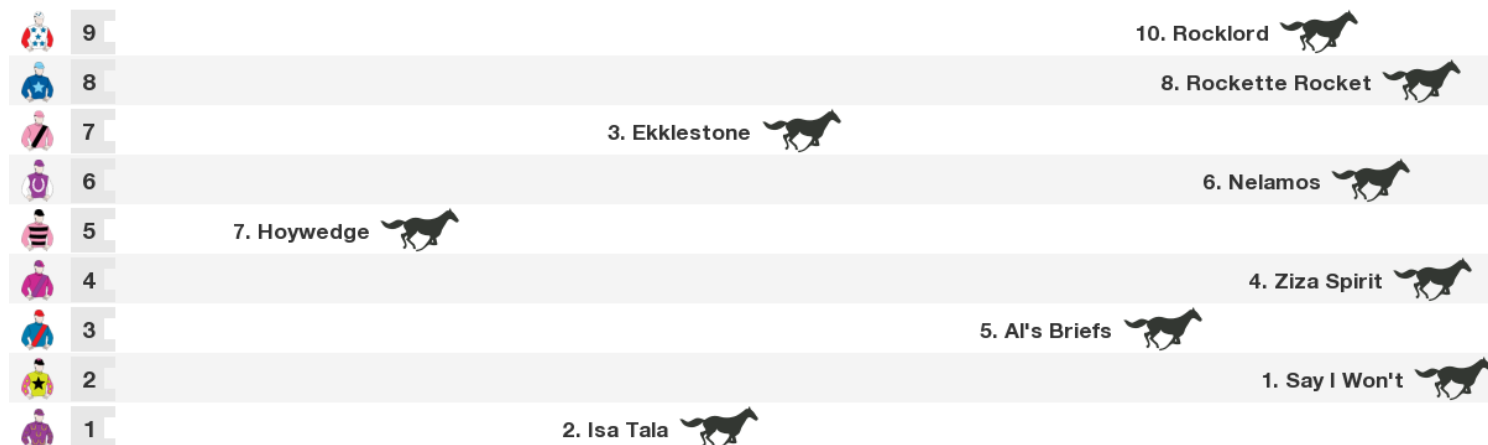 9 10. Rocklord
8 8. Rockette Rocket
7 3. Ekklestone
6 6. Nelamos
5 7. Hoywedge
4 4. Ziza Spirit
3 5. Al's Briefs
2 1. Say I Won't
1 2. Isa Tala